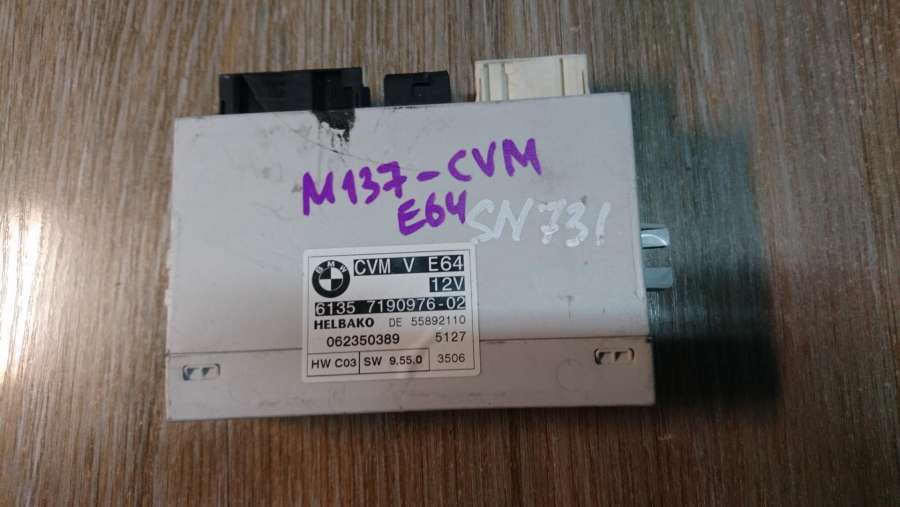 M137-CVM
E64
SN731
BMW
CVM V E64
12V
6135 7190976-02
HELBAKO DE 55892110
062350389 5127
HW C03 SW 9.55.0 3506